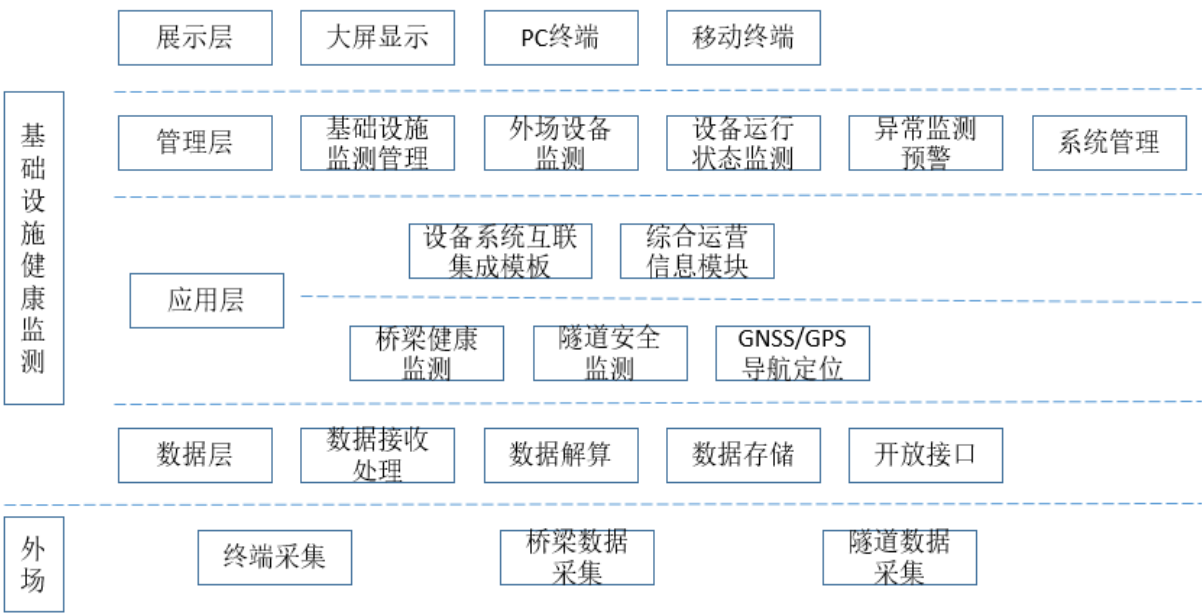 展示层
大屏显示
PC终端
移动终端
基础设施健康监测
管理层
基础设施
监测管理
外场设备
监测
设备运行
状态监测
异常监测
预警
系统管理
应用层
设备系统互联
集成模板
综合运营
信息模块
桥梁健康
监测
隧道安全
监测
GNSS/GPS
导航定位
数据层
数据接收
处理
数据解算
数据存储
开放接口
外场
终端采集
桥梁数据
采集
隧道数据
采集